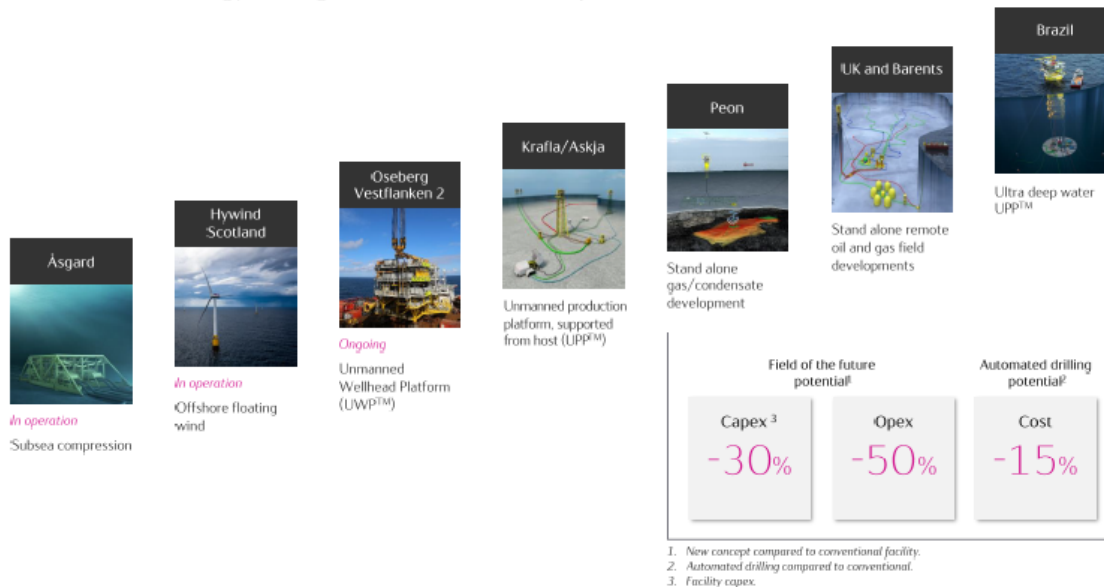 Åsgard
In operation
Subsea compression
Hywind
Scotland
In operation
Offshore floating
wind
Oseberg
Vestflanken 2
Ongoing
Unmanned
Wellhead Platform
(UWP™)
Krafla/Askja
Unmanned production
platform, supported
from host (UPP™)
Peon
Stand alone
gas/condensate
development
UK and Barents
Stand alone remote
oil and gas field
developments
Brazil
Ultra deep water
UPP™
Field of the future
potential¹
Automated drilling
potential²
Capex ³
-30%
Opex
-50%
Cost
-15%
1. New concept compared to conventional facility.
2. Automated drilling compared to conventional.
3. Facility capex.